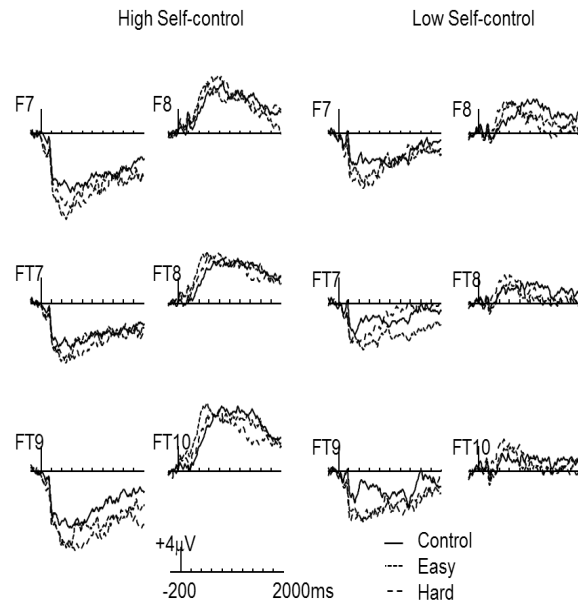 High Self-control Low Self-control
F7 F8 F7 F8
FT7 FT8 FT7 FT8
FT9 FT10 FT9 FT10
+4μV
-200 2000ms
Control
Easy
Hard